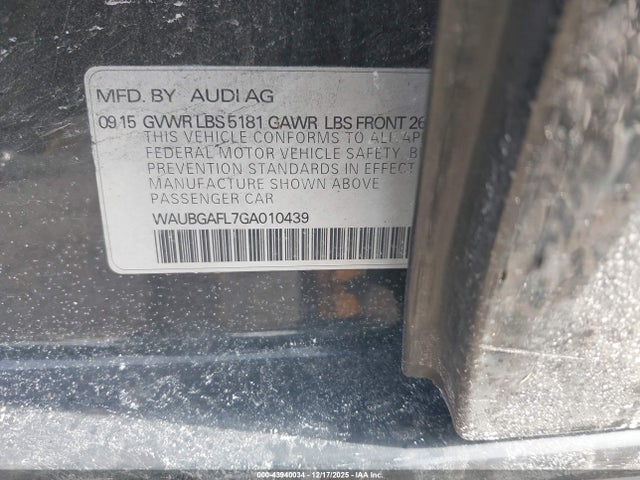 MFD. BY AUDI AG
09 15 GVWR LBS 5181 GAWR LBS FRONT 26
THIS VEHICLE CONFORMS TO ALL AP
FEDERAL MOTOR VEHICLE SAFETY, B
PREVENTION STANDARDS IN EFFECT
MANUFACTURE SHOWN ABOVE
PASSENGER CAR
WAUBGAFL7GA010439
000-43940034 - 12/17/2025 - IAA